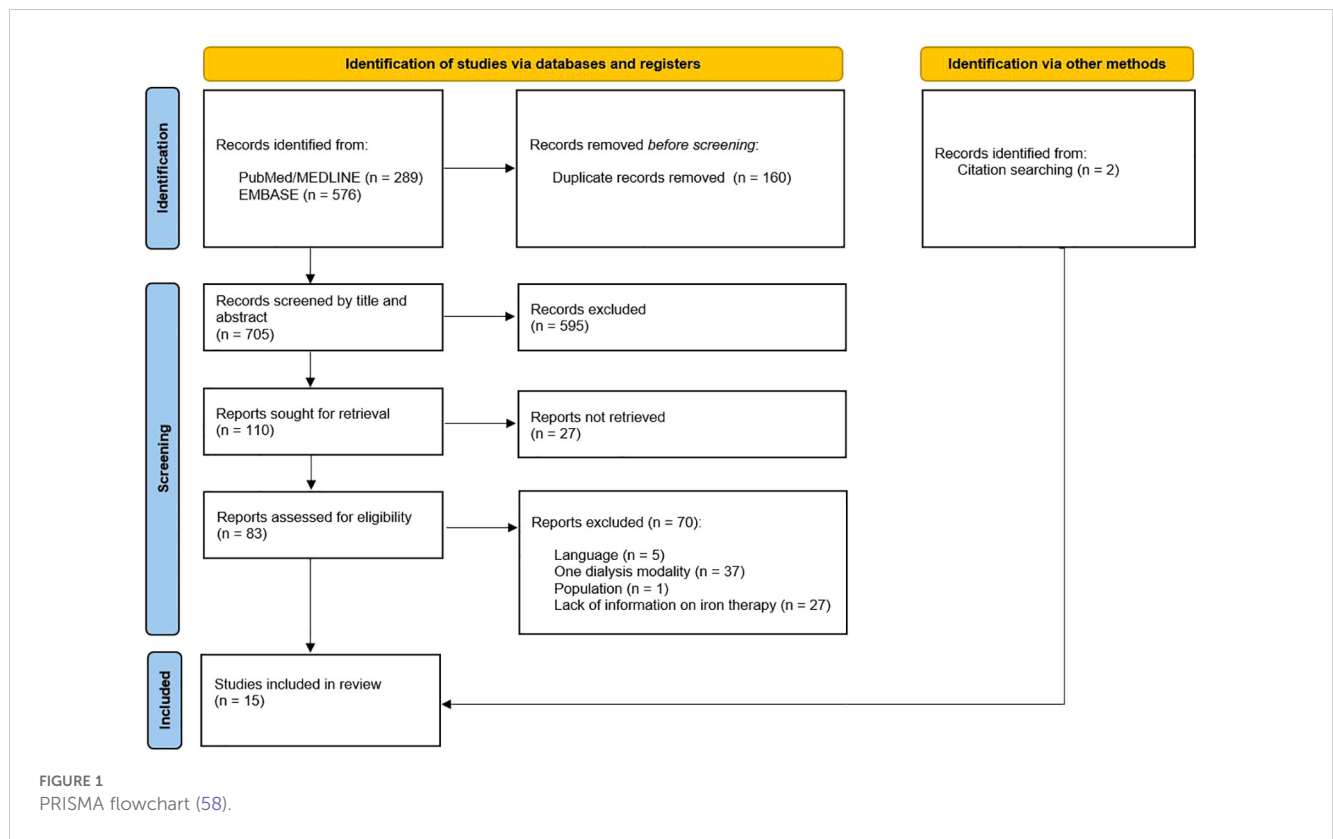 Identification of studies via databases and registers
Identification via other methods
Identification
Records identified from:
PubMed/MEDLINE (n = 289)
EMBASE (n = 576)
Records removed before screening:
Duplicate records removed (n = 160)
Records identified from:
Citation searching (n = 2)
Screening
Records screened by title and
abstract
(n = 705)
Records excluded
(n = 595)
Reports sought for retrieval
(n = 110)
Reports not retrieved
(n = 27)
Reports assessed for eligibility
(n = 83)
Reports excluded (n = 70):
Language (n = 5)
One dialysis modality (n = 37)
Population (n = 1)
Lack of information on iron therapy (n = 27)
Included
Studies included in review
(n = 15)
FIGURE 1
PRISMA flowchart (58).